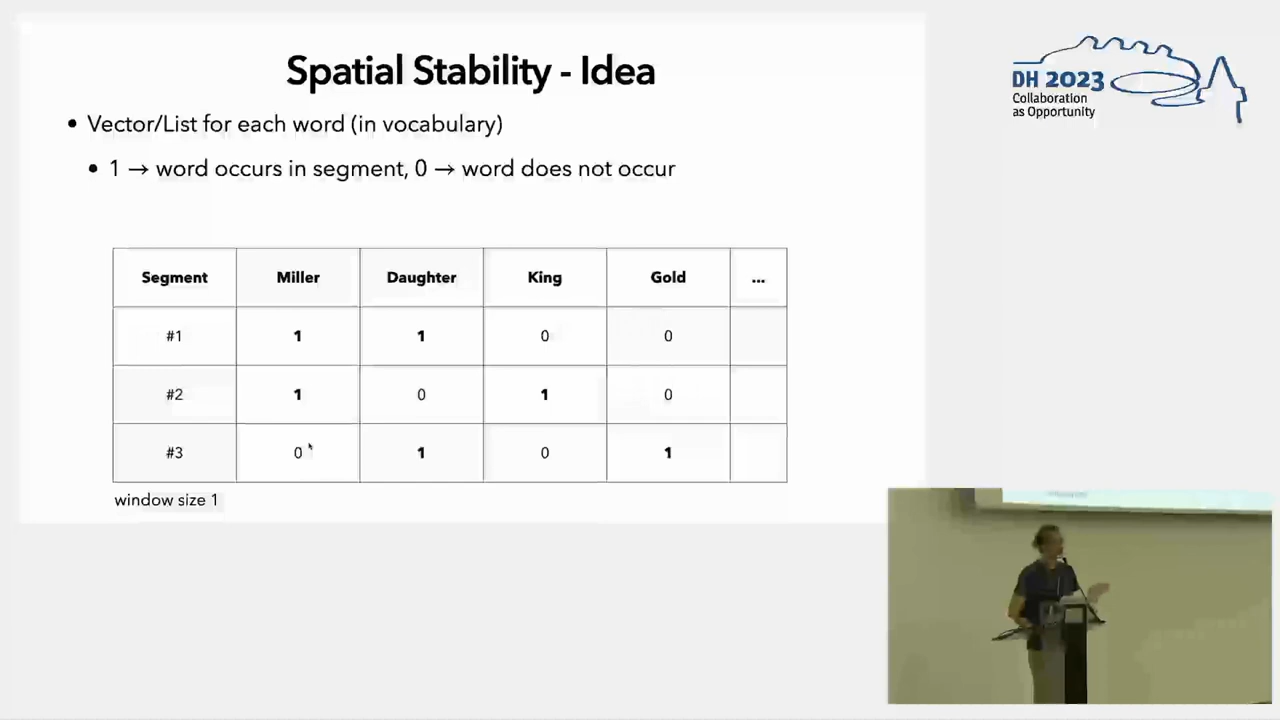 Spatial Stability - Idea
• Vector/List for each word (in vocabulary)
• 1 → word occurs in segment, 0 → word does not occur
Segment Miller Daughter King Gold ...
#1 1 1 0 0
#2 1 0 1 0
#3 0 1 0 1
window size 1
DH 2023
Collaboration
as Opportunity